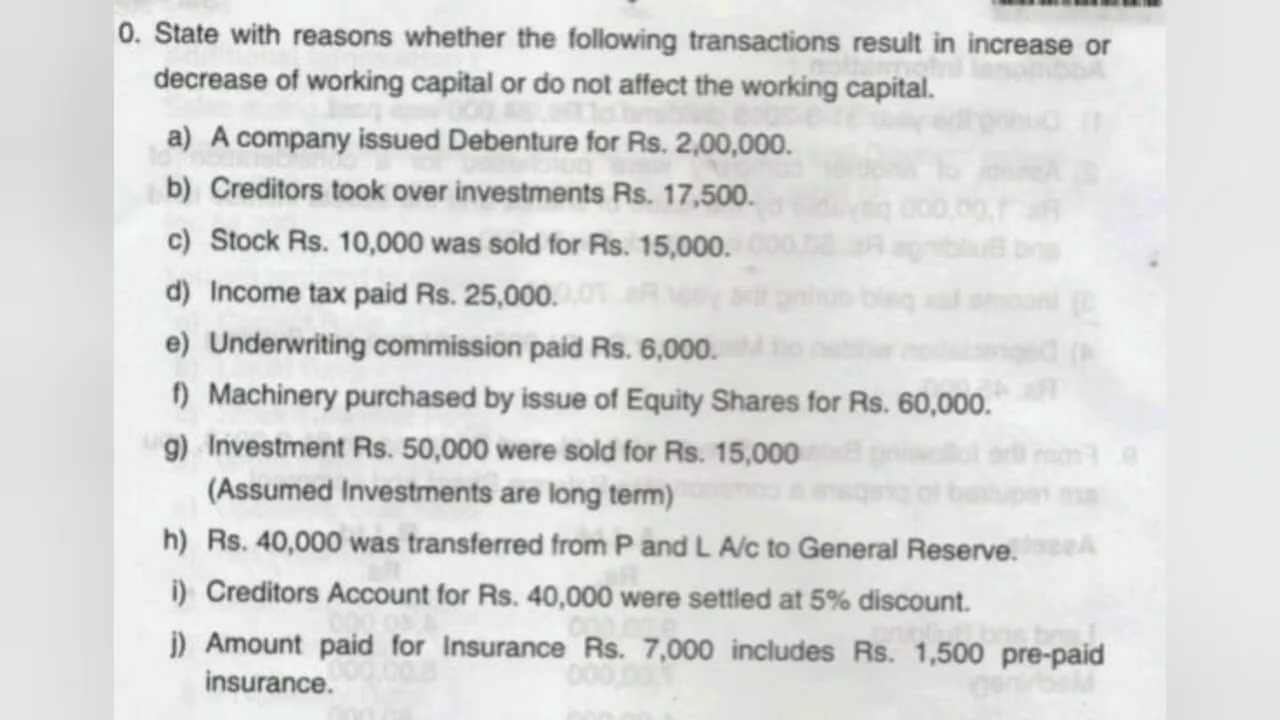 0. State with reasons whether the following transactions result in increase or
decrease of working capital or do not affect the working capital.
a) A company issued Debenture for Rs. 2,00,000.
b) Creditors took over investments Rs. 17,500.
c) Stock Rs. 10,000 was sold for Rs. 15,000.
d) Income tax paid Rs. 25,000.
e) Underwriting commission paid Rs. 6,000.
f) Machinery purchased by issue of Equity Shares for Rs. 60,000.
g) Investment Rs. 50,000 were sold for Rs. 15,000
(Assumed Investments are long term)
h) Rs. 40,000 was transferred from P and L A/c to General Reserve.
i) Creditors Account for Rs. 40,000 were settled at 5% discount.
j) Amount paid for Insurance Rs. 7,000 includes Rs. 1,500 pre-paid
insurance.